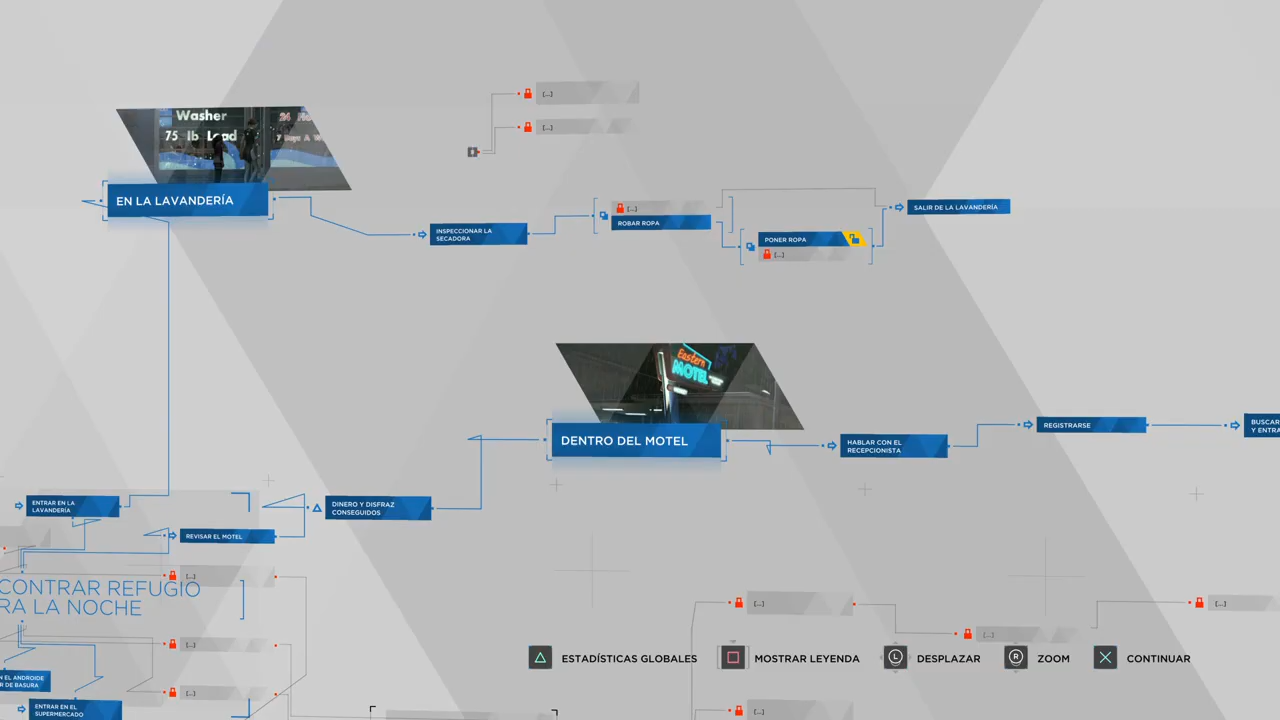 [...]
Washer
75 lb Load
24
[...]
EN LA LAVANDERÍA
[...]
ROBAR ROPA
SALIR DE LA LAVANDERÍA
INSPECCIONAR LA
SECADORA
PONER ROPA
[...]
Eastern
MOTEL
DENTRO DEL MOTEL
HABLAR CON EL
RECEPCIONISTA
REGISTRARSE
BUSCAR
Y ENTRA
ENTRAR EN LA
LAVANDERÍA
DINERO Y DISFRAZ
CONSEGUIDOS
REVISAR EL MOTEL
[...]
CONTRAR REFUGIO
RA LA NOCHE
[...]
[...]
[...]
[...]
N EL ANDROIDE
R DE BASURA
[...]
ENTRAR EN EL
SUPERMERCADO
[...]
ESTADÍSTICAS GLOBALES
MOSTRAR LEYENDA
L
DESPLAZAR
R
ZOOM
CONTINUAR